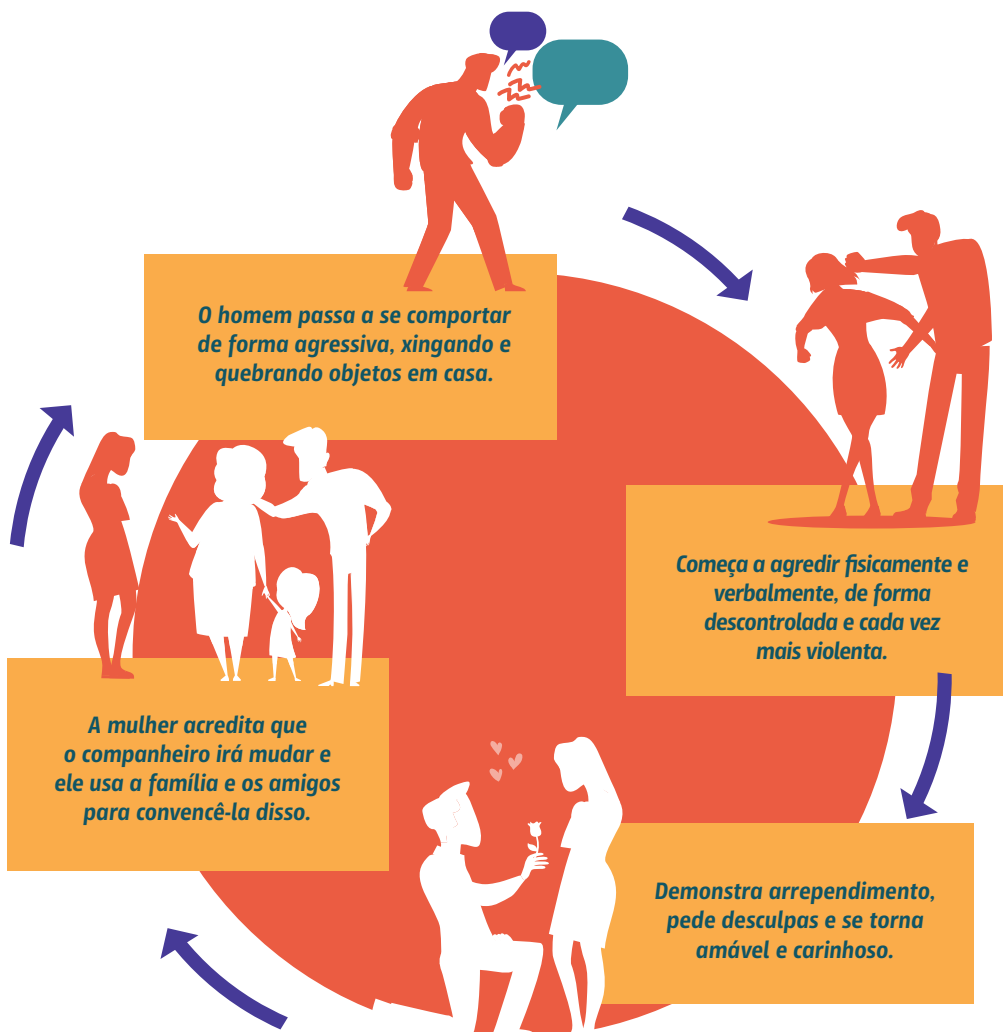 O homem passa a se comportar
de forma agressiva, xingando e
quebrando objetos em casa.
Começa a agredir fisicamente e
verbalmente, de forma
descontrolada e cada vez
mais violenta.
Demonstra arrependimento,
pede desculpas e se torna
amável e carinhoso.
A mulher acredita que
o companheiro irá mudar e
ele usa a família e os amigos
para convencê-la disso.